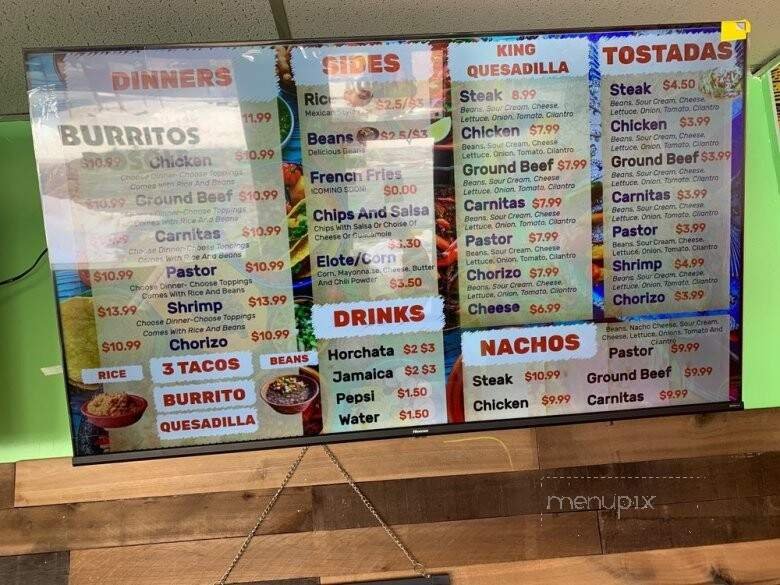 DINNERS
BURRITOS
11.99
$10.99 Chicken $10.99
Choose Dinner-Choose Toppings
Comes With Rice And Beans
$10.99 Ground Beef $10.99
Choose Dinner-Choose Toppings
Comes With Rice And Beans
Carnitas $10.99
Choose Dinner-Choose Toppings
Comes With Rice And Beans
$10.99 Pastor $10.99
Choose Dinner- Choose Toppings
Comes With Rice And Beans
$13.99 Shrimp $13.99
Choose Dinner-Choose Toppings
Comes With Rice And Beans
$10.99 Chorizo $10.99
RICE
3 TACOS
BURRITO
QUESADILLA
BEANS
SIDES
Rice $2.5/$3
Mexican
Beans $2.5/$3
Delicious Beans
French Fries
(COMING SOON) $0.00
Chips And Salsa
Chips With Salsa Or Choise Of
Cheese Or Guacamole
$3.30
Elote/Corn
Corn, Mayonnaise, Cheese, Butter
And Chili Powder
$3.50
DRINKS
Horchata $2 $3
Jamaica $2 $3
Pepsi $1.50
Water $1.50
KING
QUESADILLA
Steak 8.99
Beans, Sour Cream, Cheese,
Lettuce, Onion, Tomato, Cilantro
Chicken $7.99
Beans, Sour Cream, Cheese,
Lettuce, Onion, Tomato, Cilantro
Ground Beef $7.99
Beans, Sour Cream, Cheese,
Lettuce, Onion, Tomato, Cilantro
Carnitas $7.99
Beans, Sour Cream, Cheese,
Lettuce, Onion, Tomato, Cilantro
Pastor $7.99
Beans, Sour Cream, Cheese,
Lettuce, Onion, Tomato, Cilantro
Chorizo $7.99
Beans, Sour Cream, Cheese,
Lettuce, Onion, Tomato, Cilantro
Cheese $6.99
TOSTADAS
Steak $4.50
Beans, Sour Cream, Cheese,
Lettuce, Onion, Tomato, Cilantro
Chicken $3.99
Beans, Sour Cream, Cheese,
Lettuce, Onion, Tomato, Cilantro
Ground Beef $3.99
Beans, Sour Cream, Cheese,
Lettuce, Onion, Tomato, Cilantro
Carnitas $3.99
Beans, Sour Cream, Cheese,
Lettuce, Onion, Tomato, Cilantro
Pastor $3.99
Beans, Sour Cream, Cheese,
Lettuce, Onion, Tomato, Cilantro
Shrimp $4.99
Beans, Sour Cream, Cheese,
Lettuce, Onion, Tomato, Cilantro
Chorizo $3.99
NACHOS
Beans, Nacho Cheese, Sour Cream,
Cheese, Lettuce, Onions, Tomato And
Cilantro
Steak $10.99
Chicken $9.99
Pastor $9.99
Ground Beef $9.99
Carnitas $9.99
Hisense
menupix